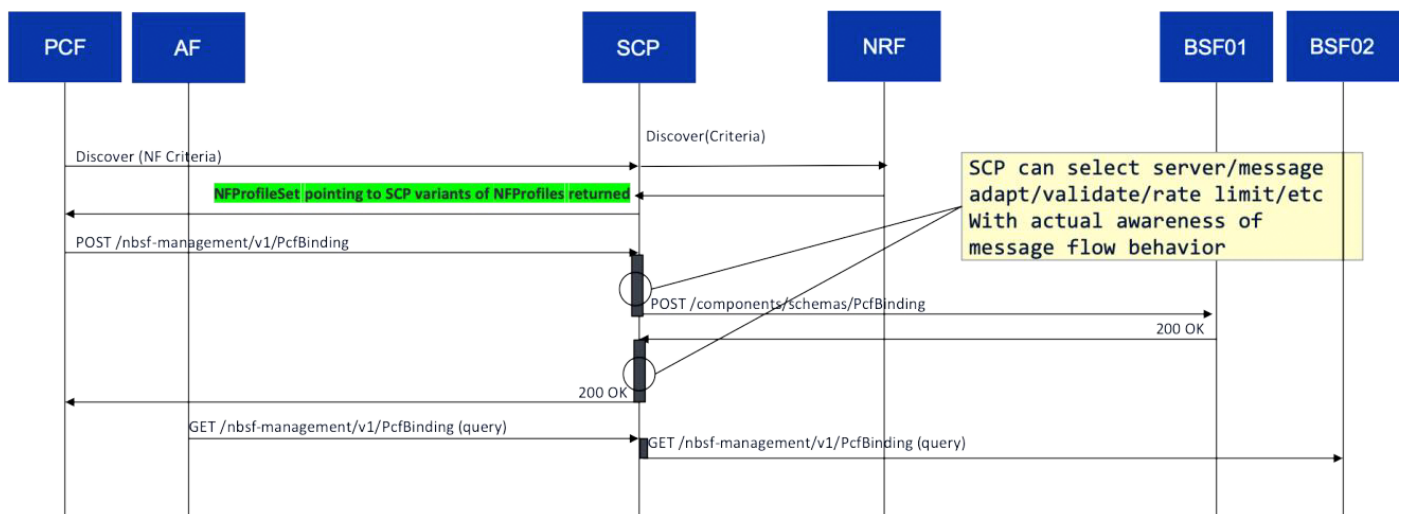 PCF
AF
SCP
NRF
BSF01
BSF02
Discover(Criteria)
Discover (NF Criteria)
SCP can select server/message
adapt/validate/rate limit/etc
With actual awareness of
message flow behavior
NFProfileSet pointing to SCP variants of NFProfiles returned
POST /nbsf-management/v1/PcfBinding
POST /components/schemas/PcfBinding
200 OK
200 OK
GET /nbsf-management/v1/PcfBinding (query)
GET /nbsf-management/v1/PcfBinding (query)